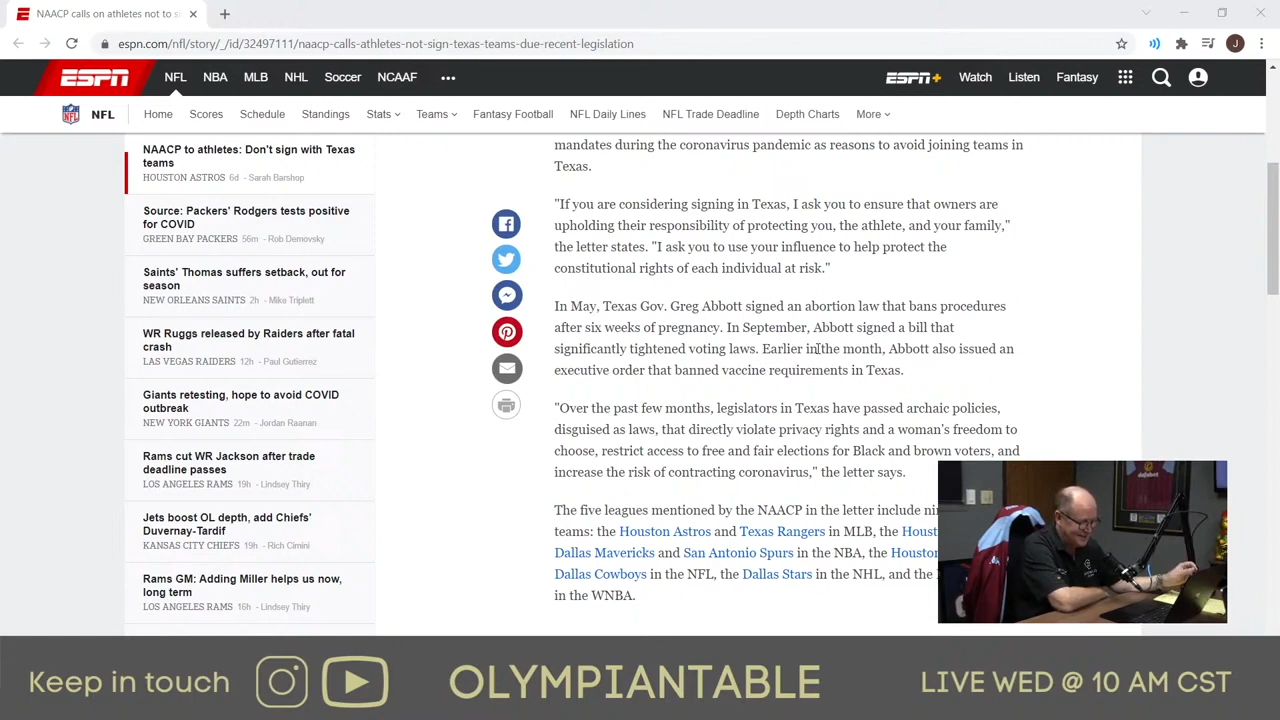 NAACP calls on athletes not to si
espn.com/nfl/story/_/id/32497111/naacp-calls-athletes-not-sign-texas-team-due-recent-legislation
J
ESPN NFL NBA MLB NHL Soccer NCAAF ESPN+ Watch Listen Fantasy
NFL Home Scores Schedule Standings Stats Teams Fantasy Football NFL Daily Lines NFL Trade Deadline Depth Charts More
NAACP to athletes: Don't sign with Texas
teams
HOUSTON ASTROS 6d - Sarah Barshop
Source: Packers' Rodgers tests positive
for COVID
GREEN BAY PACKERS 56m - Rob Demovsky
Saints' Thomas suffers setback, out for
season
NEW ORLEANS SAINTS 2h - Mike Triplett
WR Ruggs released by Raiders after fatal
crash
LAS VEGAS RAIDERS 12h - Paul Gutierrez
Giants retesting, hope to avoid COVID
outbreak
NEW YORK GIANTS 22m - Jordan Raanan
Rams cut WR Jackson after trade
deadline passes
LOS ANGELES RAMS 19h - Lindsey Thiry
Jets boost OL depth, add Chiefs'
Duvernay-Tardif
KANSAS CITY CHIEFS 19h - Rich Cimini
Rams GM: Adding Miller helps us now,
long term
LOS ANGELES RAMS 16h - Lindsey Thiry
mandates during the coronavirus pandemic as reasons to avoid joining teams in
Texas.
"If you are considering signing in Texas, I ask you to ensure that owners are
upholding their responsibility of protecting you, the athlete, and your family,"
the letter states. "I ask you to use your influence to help protect the
constitutional rights of each individual at risk."
In May, Texas Gov. Greg Abbott signed an abortion law that bans procedures
after six weeks of pregnancy. In September, Abbott signed a bill that
significantly tightened voting laws. Earlier in the month, Abbott also issued an
executive order that banned vaccine requirements in Texas.
"Over the past few months, legislators in Texas have passed archaic policies,
disguised as laws, that directly violate privacy rights and a woman's freedom to
choose, restrict access to free and fair elections for Black and brown voters, and
increase the risk of contracting coronavirus," the letter says.
The five leagues mentioned by the NAACP in the letter include nin
teams: the Houston Astros and Texas Rangers in MLB, the Houst
Dallas Mavericks and San Antonio Spurs in the NBA, the Houston
Dallas Cowboys in the NFL, the Dallas Stars in the NHL, and the
in the WNBA.
Keep in touch OLYMPIANTABLE LIVE WED @ 10 AM CST